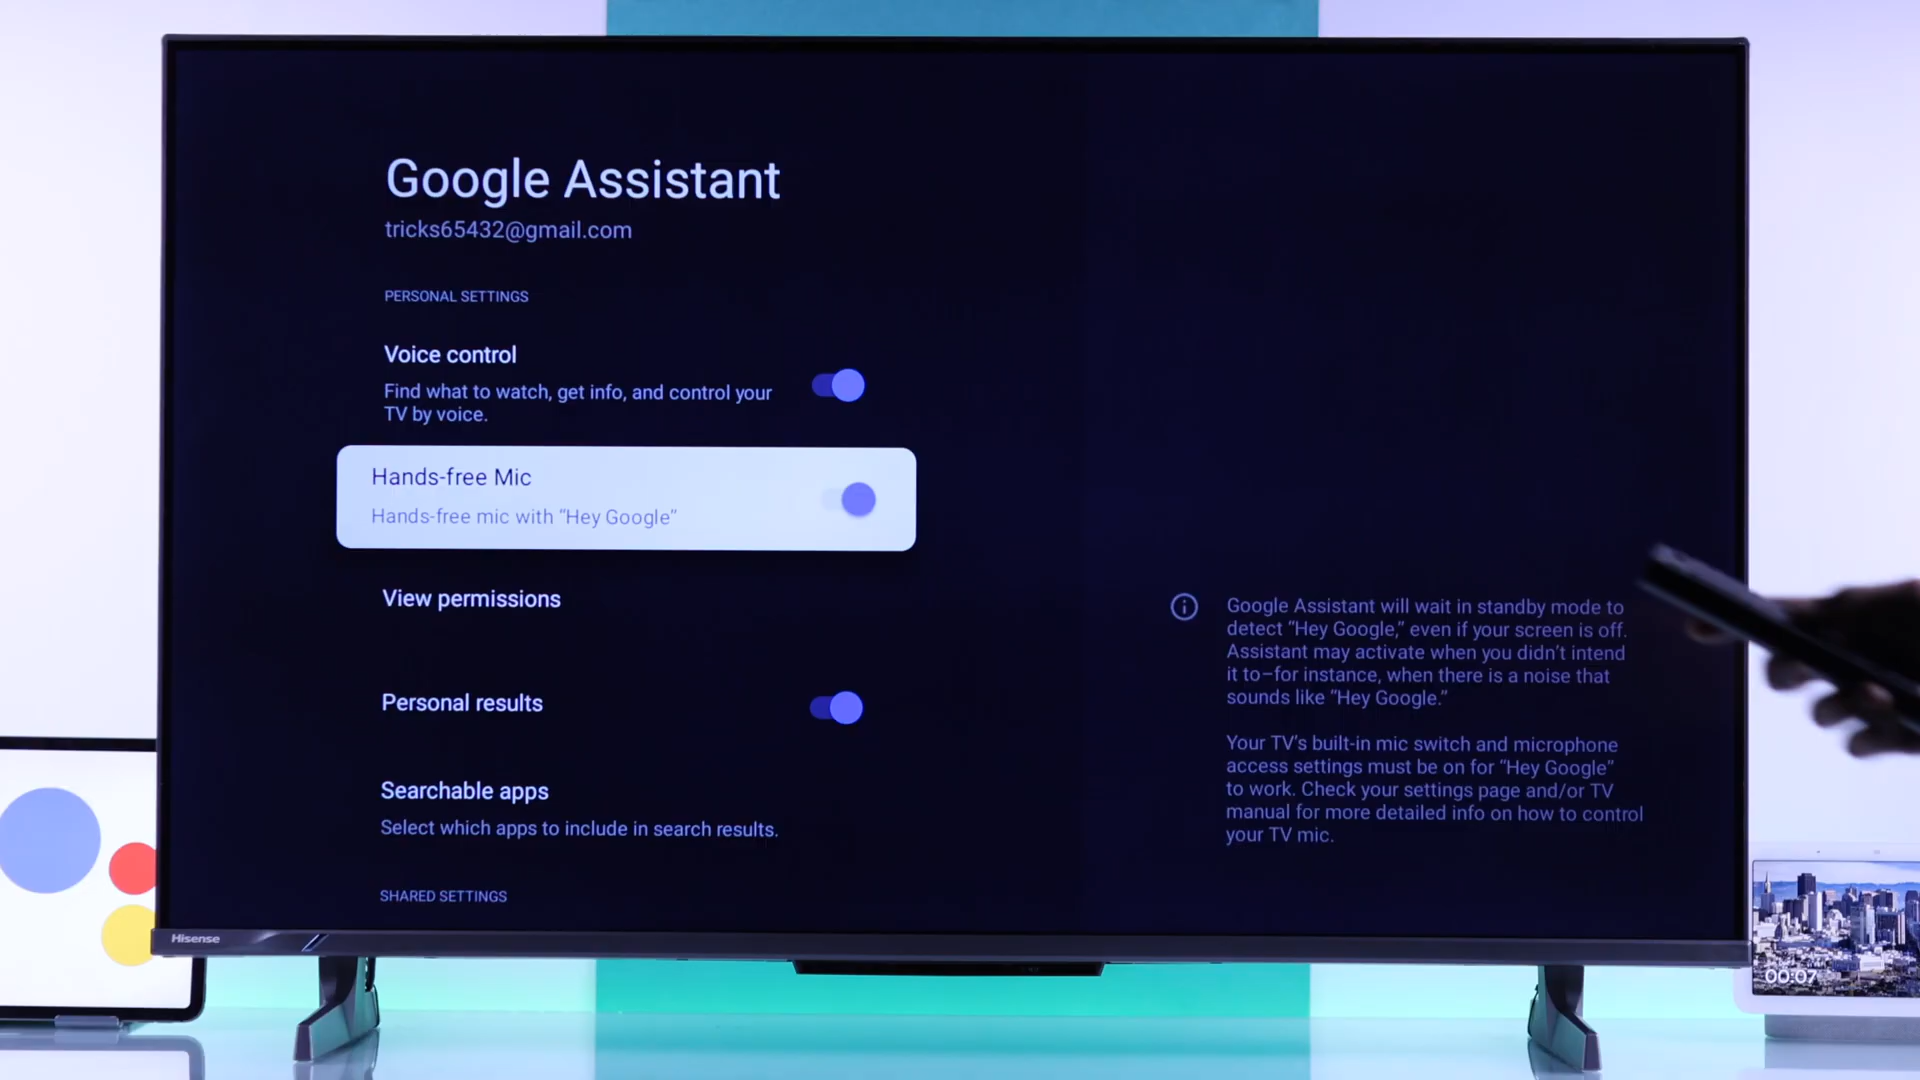 Google Assistant
tricks65432@gmail.com
PERSONAL SETTINGS
Voice control
Find what to watch, get info, and control your
TV by voice.
Hands-free Mic
Hands-free mic with “Hey Google”
View permissions
Personal results
Searchable apps
Select which apps to include in search results.
SHARED SETTINGS
Google Assistant will wait in standby mode to
detect “Hey Google,” even if your screen is off.
Assistant may activate when you didn’t intend
it to–for instance, when there is a noise that
sounds like “Hey Google.”
Your TV’s built-in mic switch and microphone
access settings must be on for “Hey Google”
to work. Check your settings page and/or TV
manual for more detailed info on how to control
your TV mic.
Hisense
00:07